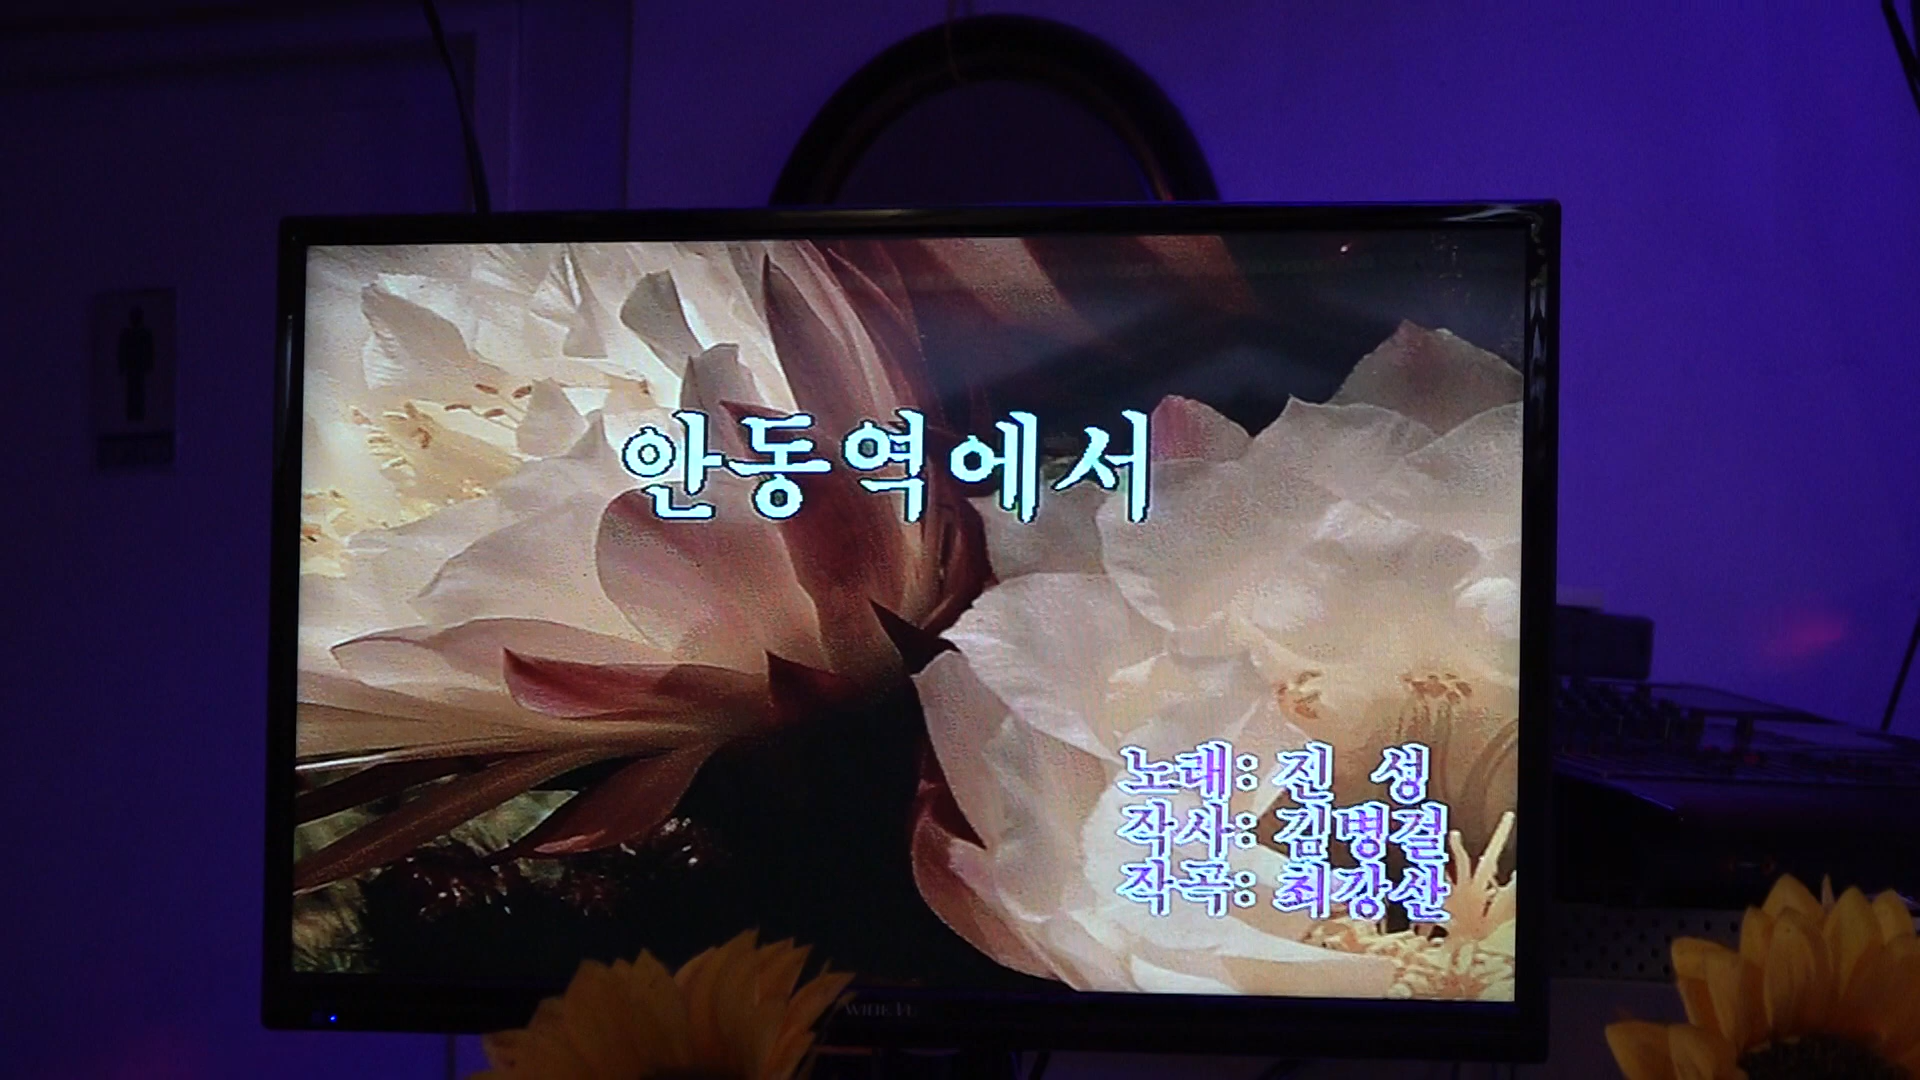 안동역에서
노래: 진 성
작사: 김병걸
작곡: 최강산